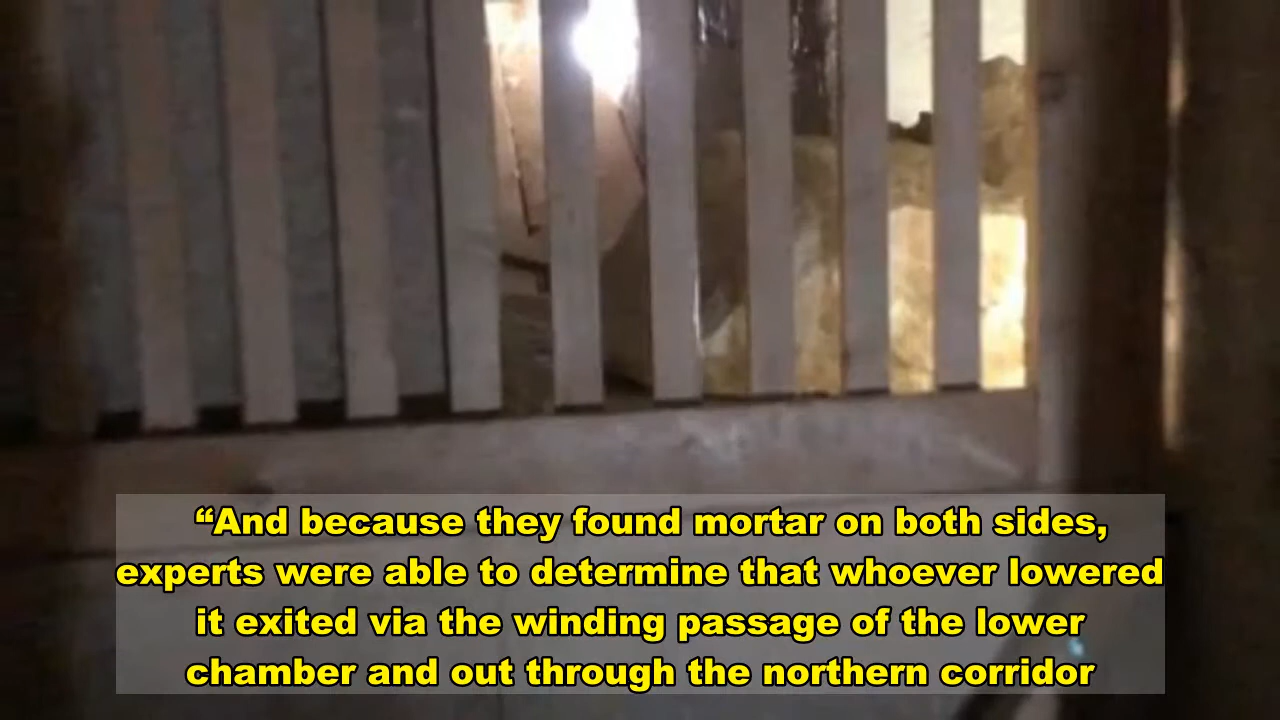 “And because they found mortar on both sides,
experts were able to determine that whoever lowered
it exited via the winding passage of the lower
chamber and out through the northern corridor